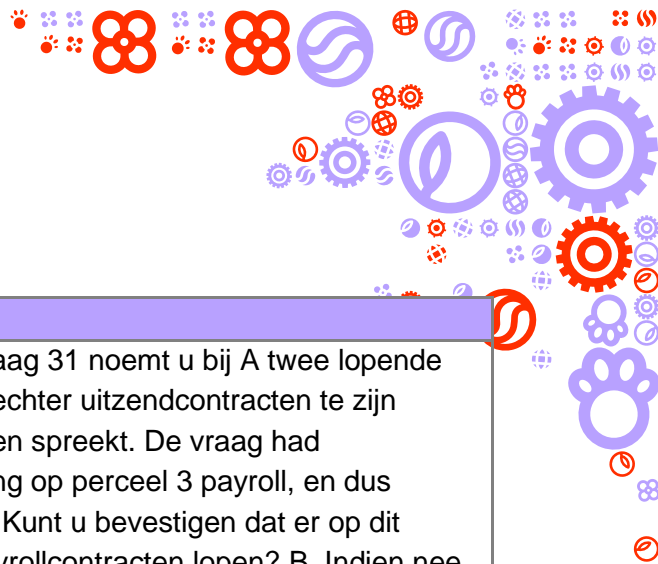 aag 31 noemt u bij A twee lopende
echter uitzendcontracten te zijn
en spreekt. De vraag had
ng op perceel 3 payroll, en dus
Kunt u bevestigen dat er op dit
yrollcontracten lopen? B. Indien nee